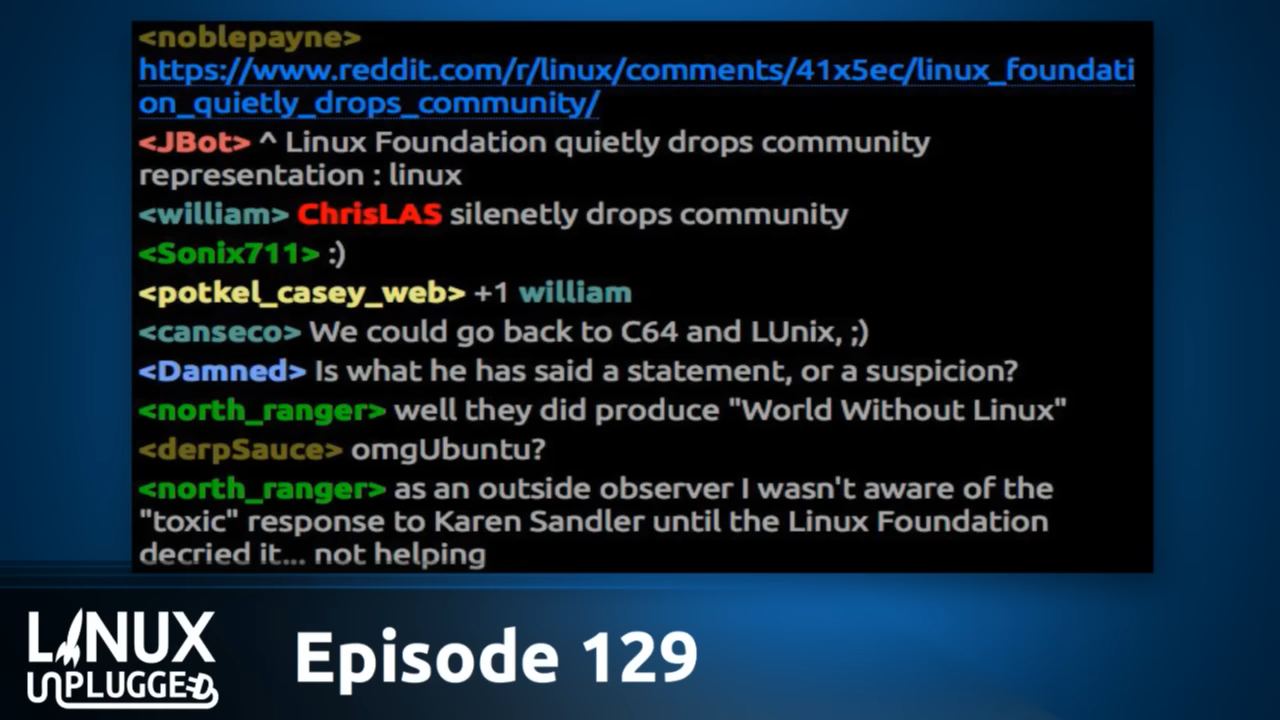 <noblepayne>
https://www.reddit.com/r/linux/comments/41x5ec/linux_foundati
on_quietly_drops_community/
<JBot> ^ Linux Foundation quietly drops community
representation : linux
<william> ChrisLAS silenetly drops community
<Sonix711> :)
<potkel_casey_web> +1 william
<canseco> We could go back to C64 and LUnix, ;)
<Damned> Is what he has said a statement, or a suspicion?
<north_ranger> well they did produce "World Without Linux"
<derpSauce> omgUbuntu?
<north_ranger> as an outside observer I wasn't aware of the
"toxic" response to Karen Sandler until the Linux Foundation
decried it... not helping
LINUX
UNPLUGGED
Episode 129